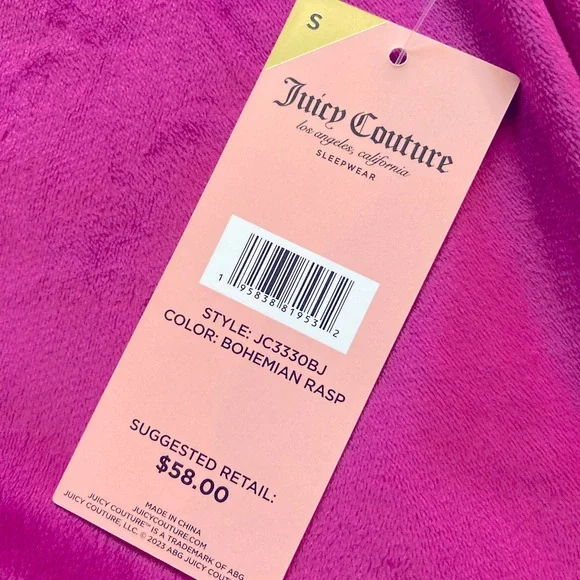 S
Juicy Couture
los angeles, california
SLEEPWEAR
1 95838 81953 2
STYLE: JC3330BJ
COLOR: BOHEMIAN RASP
SUGGESTED RETAIL:
$58.00
MADE IN CHINA
JUICYCOUTURE.COM
JUICY COUTURE™ IS A TRADEMARK OF ABG
JUICY COUTURE, LLC. © 2023 ABG JUICY COUT